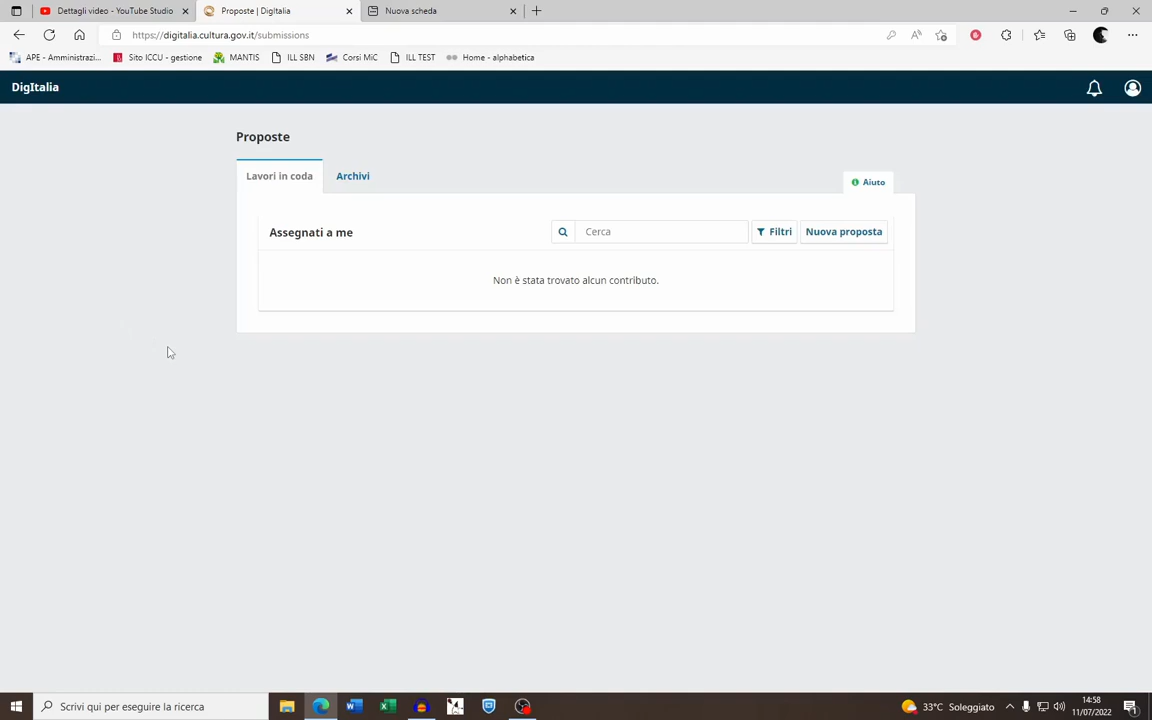 Dettagli video - YouTube Studio
Proposte | DigItalia
Nuova scheda
https://digitalia.cultura.gov.it/submissions
APE - Amministrazi...
Sito ICCU - gestione
MANTIS
ILL SBN
Corsi MiC
ILL TEST
Home - alphabetica
DigItalia
Proposte
Lavori in coda
Archivi
Aiuto
Assegnati a me
Cerca
Filtri
Nuova proposta
Non è stata trovato alcun contributo.
Scrivi qui per eseguire la ricerca
33°C Soleggiato
14:58
11/07/2022